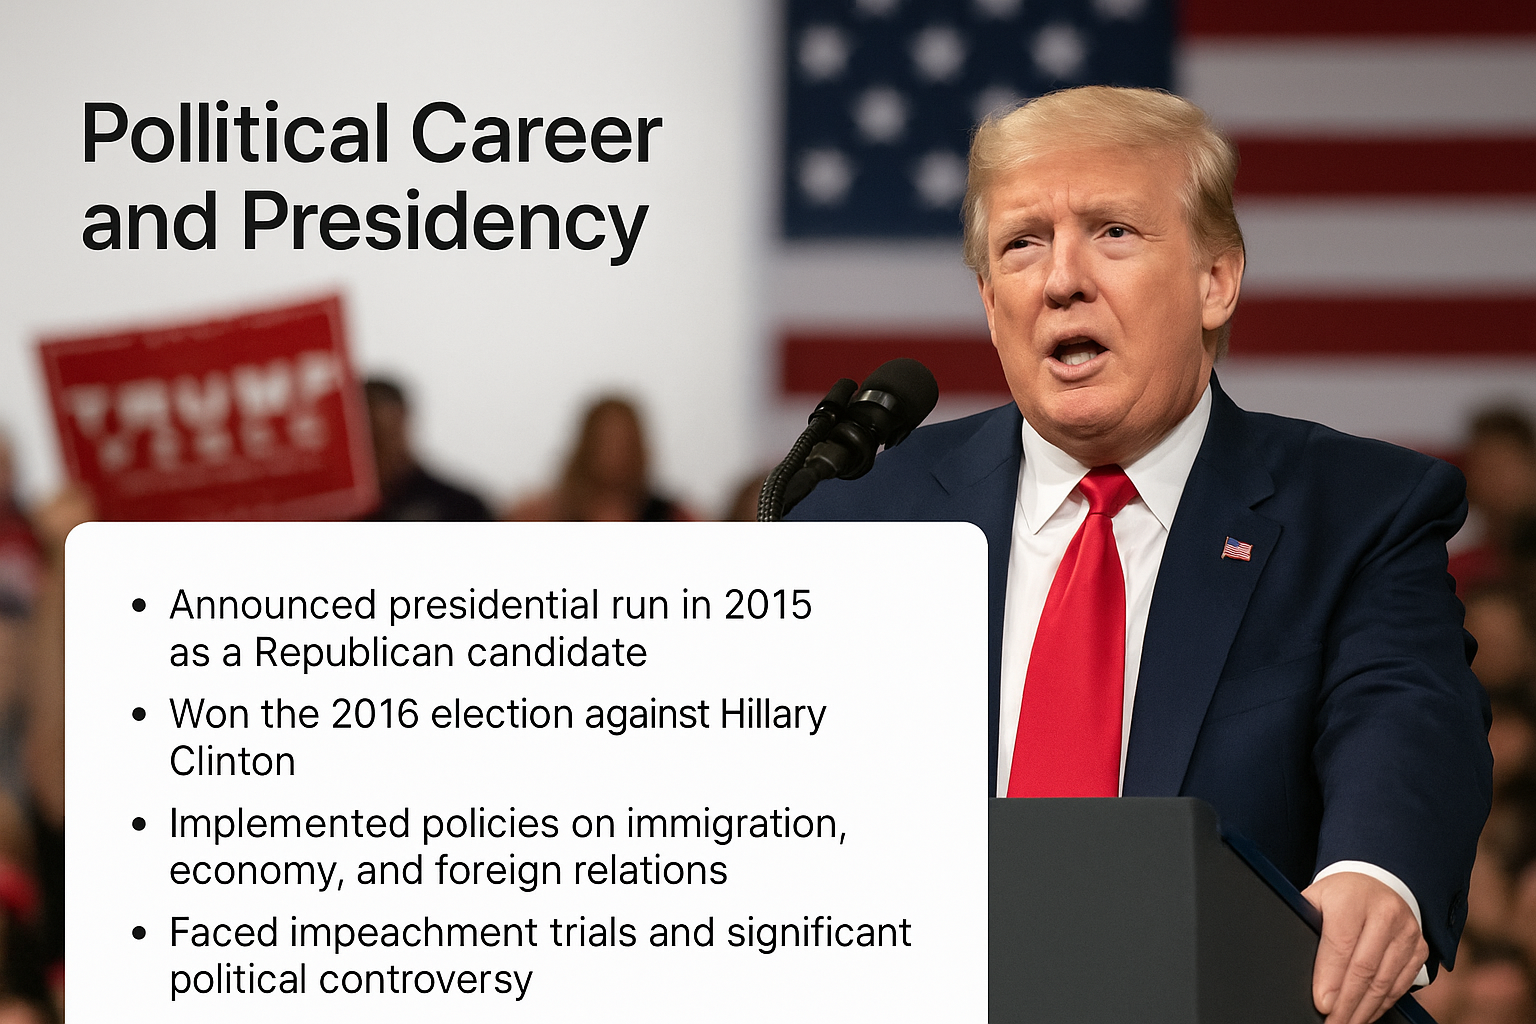 Pollitical Career
and Presidency
TRUMP
• Announced presidential run in 2015
as a Republican candidate
• Won the 2016 election against Hillary
Clinton
• Implemented policies on immigration,
economy, and foreign relations
• Faced impeachment trials and significant
political controversy